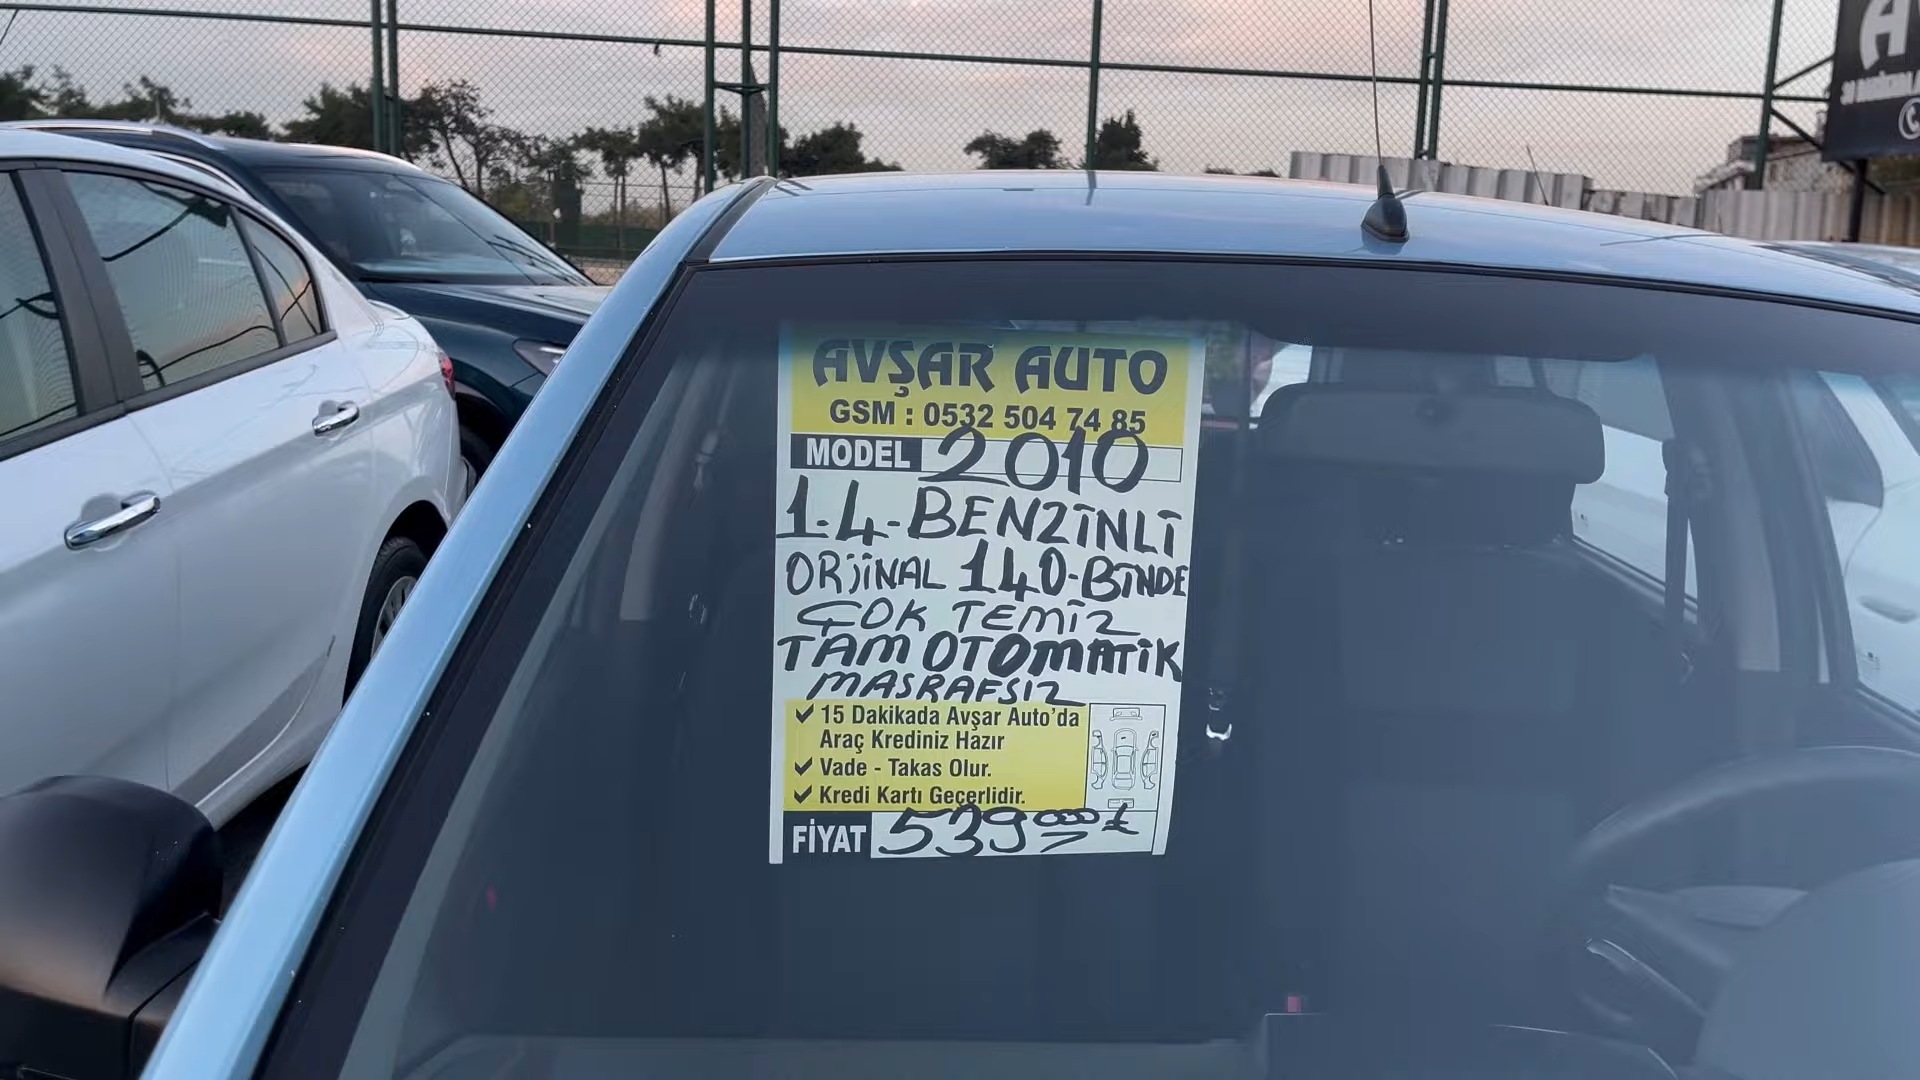 AVŞAR AUTO
GSM : 0532 504 74 85
MODEL 2010
1.4-BENZİNLİ
ORJİNAL 140-BİNDE
ÇOK TEMİZ
TAM OTOMATİK
MASRAFSIZ
✓ 15 Dakikada Avşar Auto'da
Araç Krediniz Hazır
✓ Vade - Takas Olur.
✓ Kredi Kartı Geçerlidir.
FİYAT 539000₺